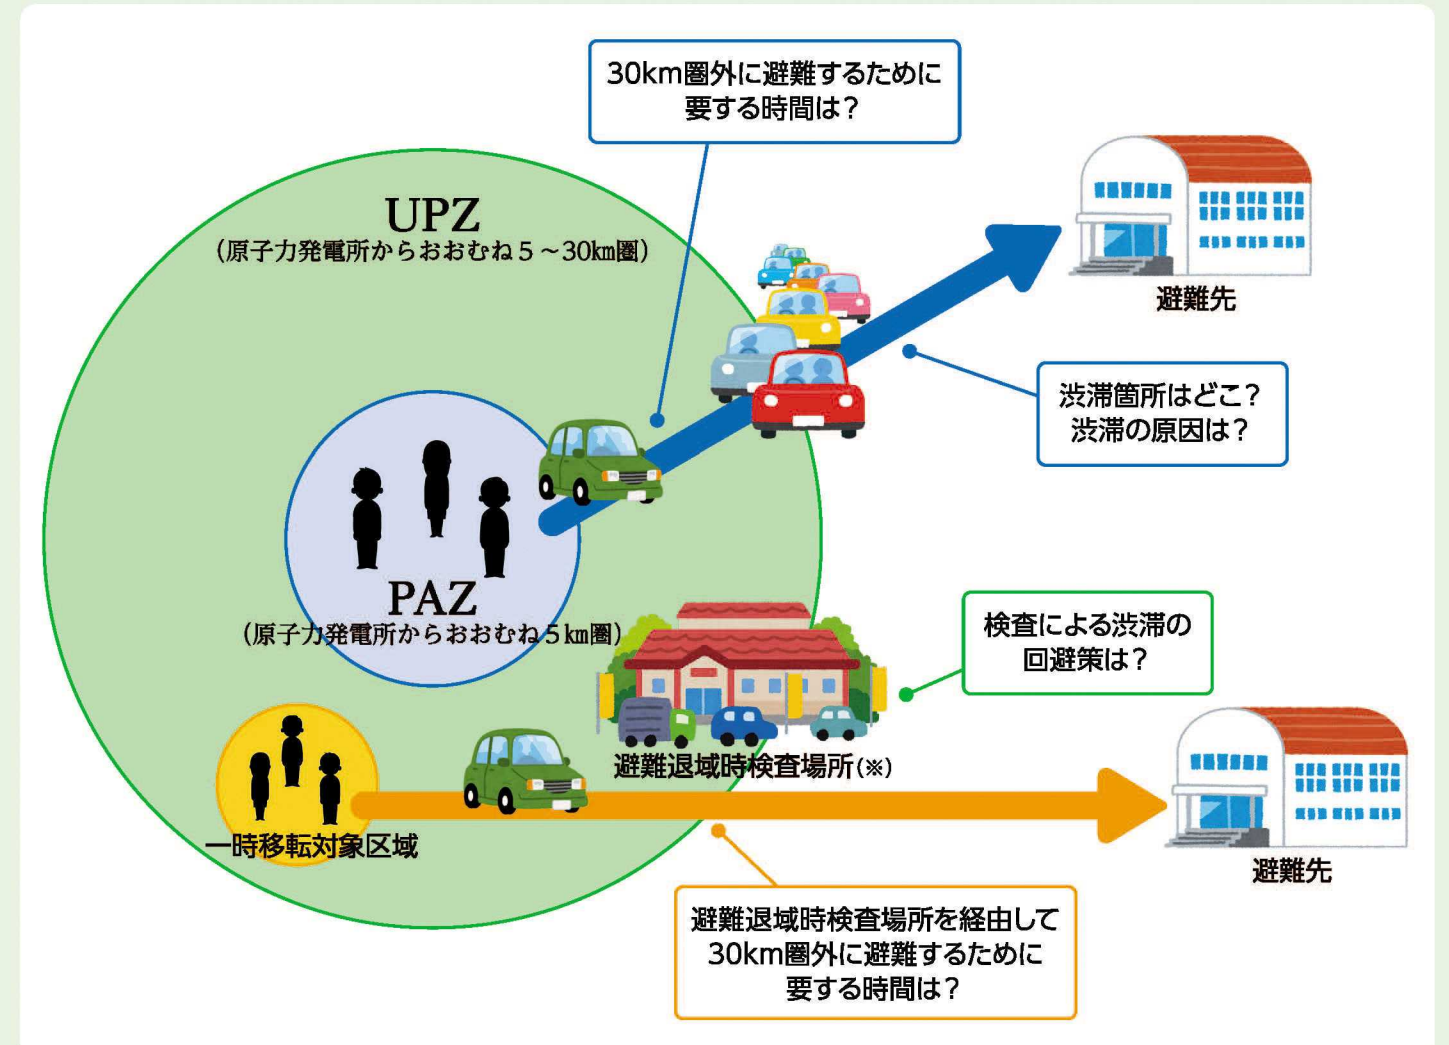 30km圏外に避難するために
要する時間は？
UPZ
（原子力発電所からおおむね５～30㎞圏）
避難先
渋滞箇所はどこ？
渋滞の原因は？
PAZ
（原子力発電所からおおむね５㎞圏）
検査による渋滞の
回避策は？
避難退域時検査場所(※)
一時移転対象区域
避難先
避難退域時検査場所を経由して
30km圏外に避難するために
要する時間は？